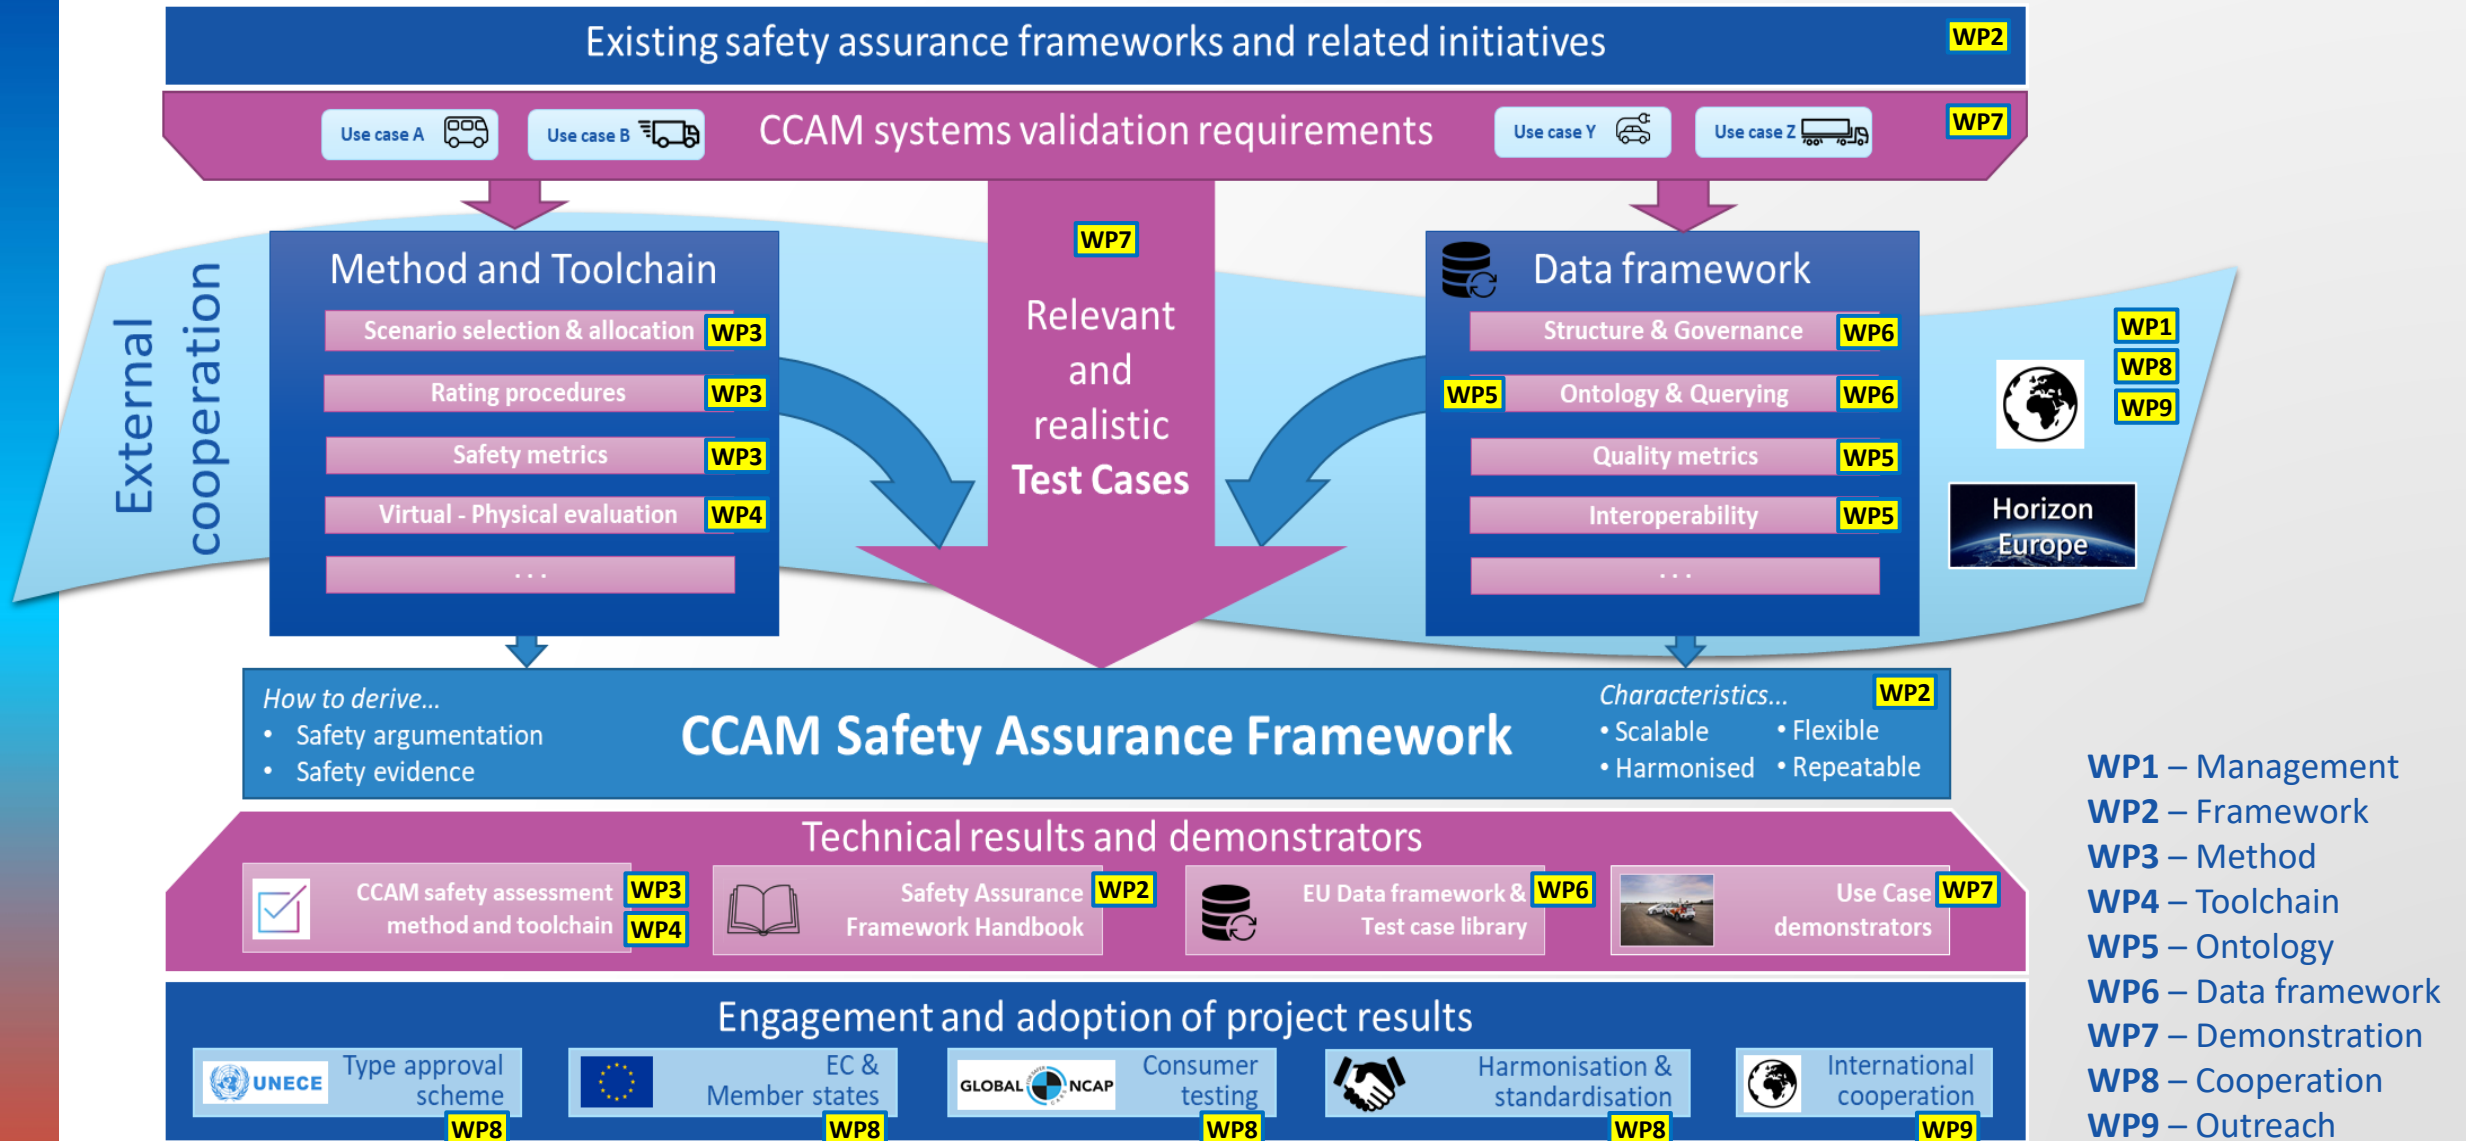 Existing safety assurance frameworks and related initiatives
WP2
Use case A
Use case B
CCAM systems validation requirements
Use case Y
Use case Z
WP7
External
cooperation
Method and Toolchain
Scenario selection & allocation WP3
Rating procedures WP3
Safety metrics WP3
Virtual - Physical evaluation WP4
...
WP7
Relevant
and
realistic
Test Cases
Data framework
Structure & Governance WP6
WP5 Ontology & Querying WP6
Quality metrics WP5
Interoperability WP5
...
WP1
WP8
WP9
Horizon
Europe
How to derive...
• Safety argumentation
• Safety evidence
CCAM Safety Assurance Framework
Characteristics...
WP2
• Scalable • Flexible
• Harmonised • Repeatable
Technical results and demonstrators
CCAM safety assessment WP3
method and toolchain WP4
Safety Assurance WP2
Framework Handbook
EU Data framework & WP6
Test case library
Use Case WP7
demonstrators
Engagement and adoption of project results
UNECE
Type approval
scheme
WP8
EC &
Member states
WP8
GLOBAL NCAP
Consumer
testing
WP8
Harmonisation &
standardisation
WP8
International
cooperation
WP9
WP1 – Management
WP2 – Framework
WP3 – Method
WP4 – Toolchain
WP5 – Ontology
WP6 – Data framework
WP7 – Demonstration
WP8 – Cooperation
WP9 – Outreach